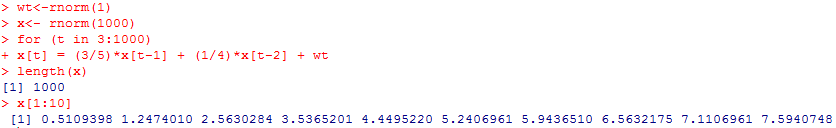 > wt<-rnorm(1)
> x<- rnorm(1000)
> for (t in 3:1000)
+ x[t] = (3/5)*x[t-1] + (1/4)*x[t-2] + wt
> length(x)
[1] 1000
> x[1:10]
[1] 0.5109398 1.2474010 2.5630284 3.5365201 4.4495220 5.2406961 5.9436510 6.5632175 7.1106961 7.5940748